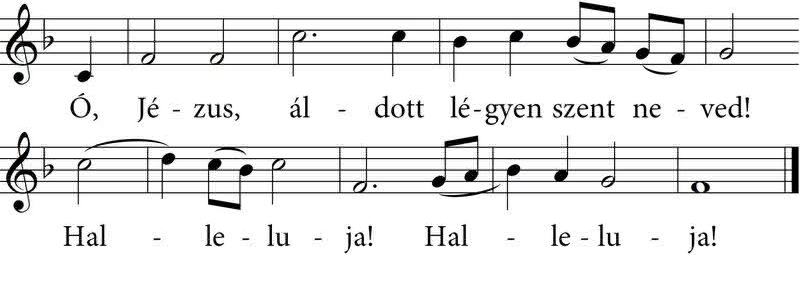 Ó, Jé - zus, ál - dott lé-gyen szent ne - ved!
Hal - le - lu - ja! Hal - le - lu - ja!